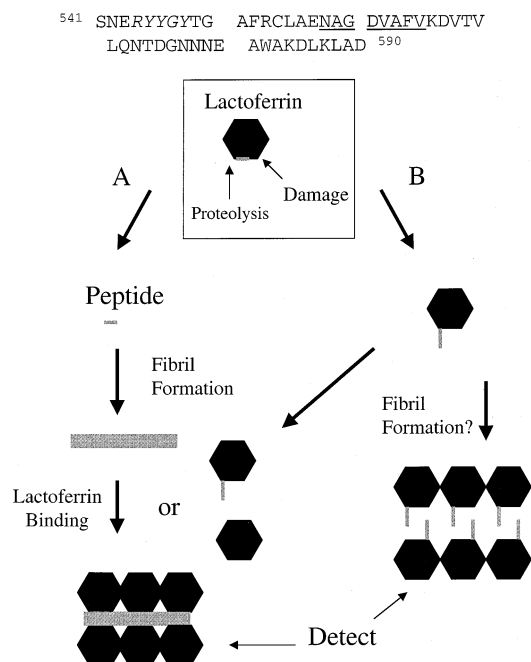 541 SNERYYGYTG AFRCLAENAG DVAFVKDVTV
LQNTDGNNNE AWAKDLKLAD 590
Lactoferrin
A
B
Damage
Proteolysis
Peptide
Fibril
Formation
Fibril
Formation?
Lactoferrin
Binding
or
Detect